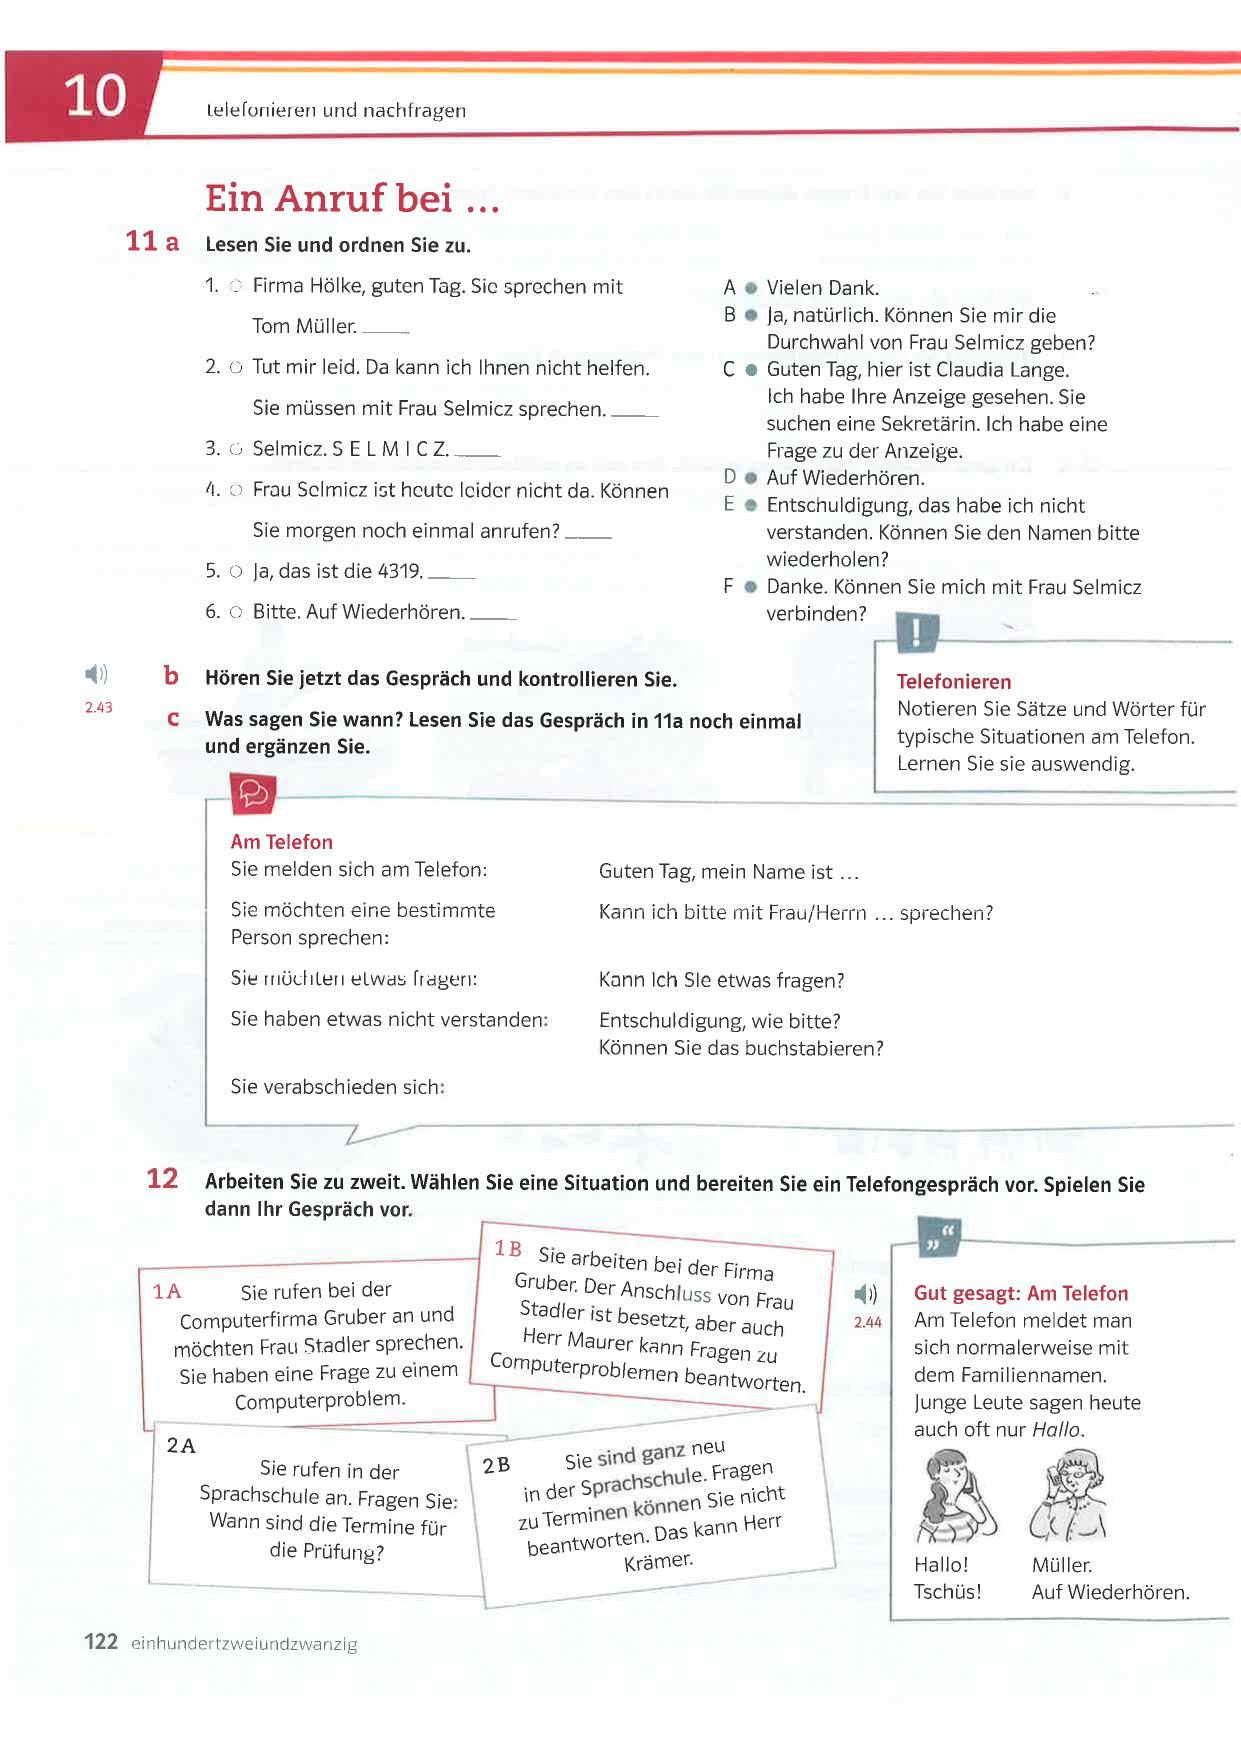 10
telefonieren und nachfragen
Ein Anruf bei ...
11 a Lesen Sie und ordnen Sie zu.
1. ○ Firma Hölke, guten Tag. Sie sprechen mit
Tom Müller. ____
2. ○ Tut mir leid. Da kann ich Ihnen nicht helfen.
Sie müssen mit Frau Selmicz sprechen. ____
3. ○ Selmicz. S E L M I C Z. ____
4. ○ Frau Selmicz ist heute leider nicht da. Können
Sie morgen noch einmal anrufen? ____
5. ○ Ja, das ist die 4319. ____
6. ○ Bitte. Auf Wiederhören. ____
A ● Vielen Dank.
B ● Ja, natürlich. Können Sie mir die
Durchwahl von Frau Selmicz geben?
C ● Guten Tag, hier ist Claudia Lange.
Ich habe Ihre Anzeige gesehen. Sie
suchen eine Sekretärin. Ich habe eine
Frage zu der Anzeige.
D ● Auf Wiederhören.
E ● Entschuldigung, das habe ich nicht
verstanden. Können Sie den Namen bitte
wiederholen?
F ● Danke. Können Sie mich mit Frau Selmicz
verbinden?
2.43
b Hören Sie jetzt das Gespräch und kontrollieren Sie.
c Was sagen Sie wann? Lesen Sie das Gespräch in 11a noch einmal
und ergänzen Sie.
!
Telefonieren
Notieren Sie Sätze und Wörter für
typische Situationen am Telefon.
Lernen Sie sie auswendig.
Am Telefon
Sie melden sich am Telefon: Guten Tag, mein Name ist ...
Sie möchten eine bestimmte Kann ich bitte mit Frau/Herrn ... sprechen?
Person sprechen:
Sie möchten etwas fragen: Kann ich Sie etwas fragen?
Sie haben etwas nicht verstanden: Entschuldigung, wie bitte?
Können Sie das buchstabieren?
Sie verabschieden sich:
12 Arbeiten Sie zu zweit. Wählen Sie eine Situation und bereiten Sie ein Telefongespräch vor. Spielen Sie
dann Ihr Gespräch vor.
1A Sie rufen bei der
Computerfirma Gruber an und
möchten Frau Stadler sprechen.
Sie haben eine Frage zu einem
Computerproblem.
1B Sie arbeiten bei der Firma
Gruber. Der Anschluss von Frau
Stadler ist besetzt, aber auch
Herr Maurer kann Fragen zu
Computerproblemen beantworten.
2A
Sie rufen in der
Sprachschule an. Fragen Sie:
Wann sind die Termine für
die Prüfung?
2B Sie sind ganz neu
in der Sprachschule. Fragen
zu Terminen können Sie nicht
beantworten. Das kann Herr
Krämer.
2.44
„ “
Gut gesagt: Am Telefon
Am Telefon meldet man
sich normalerweise mit
dem Familiennamen.
Junge Leute sagen heute
auch oft nur Hallo.
Hallo! Müller.
Tschüs! Auf Wiederhören.
122 einhundertzweiundzwanzig